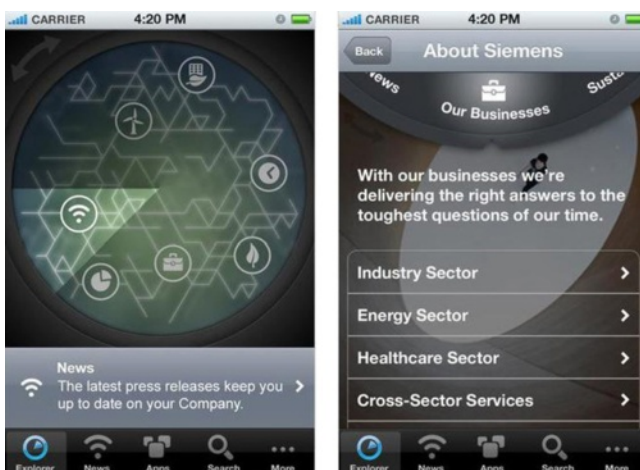 CARRIER 4:20 PM
News
The latest press releases keep you
up to date on your Company.
Explorer News Apps Search More
CARRIER 4:20 PM
Back About Siemens
News Our Businesses
With our businesses we're
delivering the right answers to the
toughest questions of our time.
Industry Sector
Energy Sector
Healthcare Sector
Cross-Sector Services
Explorer News Apps Search More